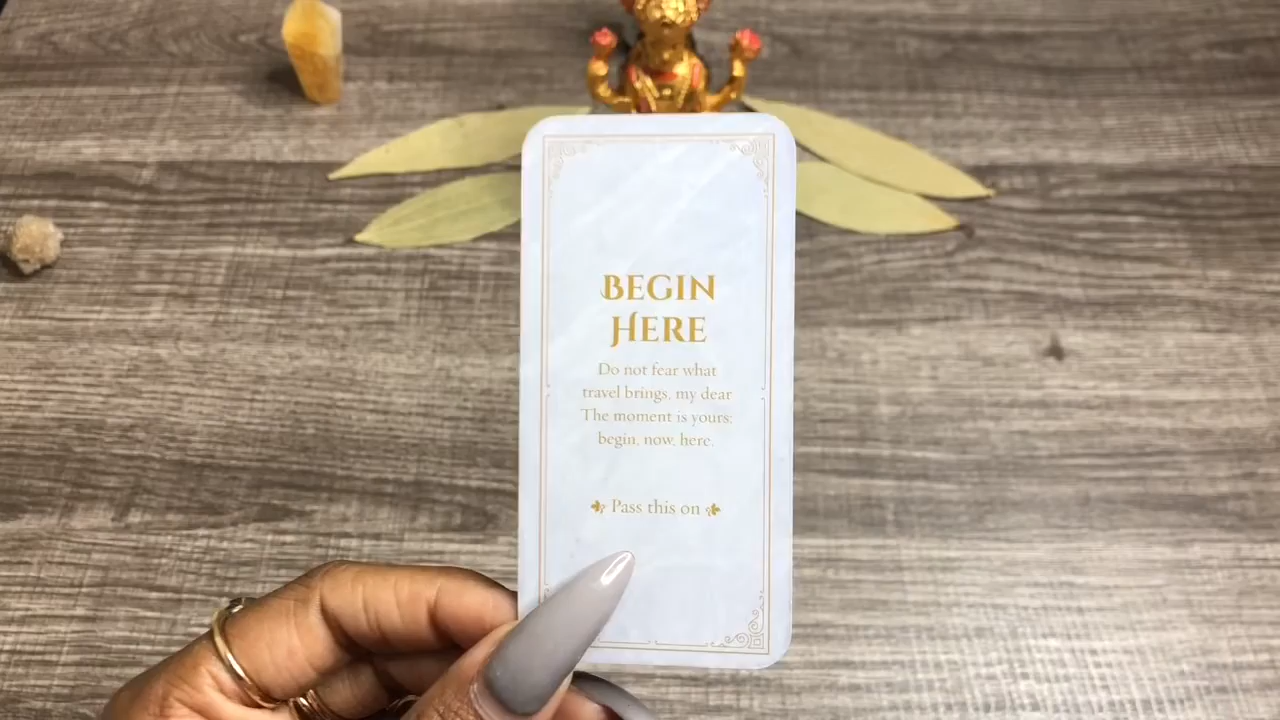 BEGIN
HERE
Do not fear what
travel brings, my dear
The moment is yours;
begin, now, here.
Pass this on